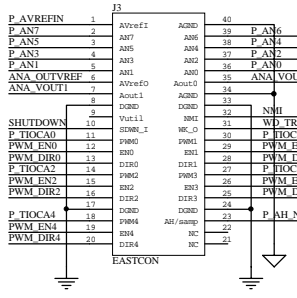 J3
P_AVREFIN 1 AVrefI AGND 40
P_AN7 2 AN7 AN6 39 P_AN6
P_AN5 3 AN5 AN4 38 P_AN4
P_AN3 4 AN3 AN2 37 P_AN2
P_AN1 5 AN1 AN0 36 P_AN0
ANA_OUTVREF 6 AVrefO Aout0 35
ANA_VOUT1 7 Aout1 AGND 34
8 DGND DGND 33
9 Vutil NMI 32 NMI
SHUTDOWN 10 SDWN_I WK_O 31
P_TIOCA0 11 PWM0 PWM1 30
PWM_EN0 12 EN0 EN1 29
PWM_DIR0 13 DIR0 DIR1 28
P_TIOCA2 14 PWM2 PWM3 27
PWM_EN2 15 EN2 EN3 26
PWM_DIR2 16 DIR2 DIR3 25
17 DGND DGND 24
P_TIOCA4 18 PWM4 AH/samp 23
PWM_EN4 19 EN4 NC 22
PWM_DIR4 20 DIR4 NC 21
EASTCON